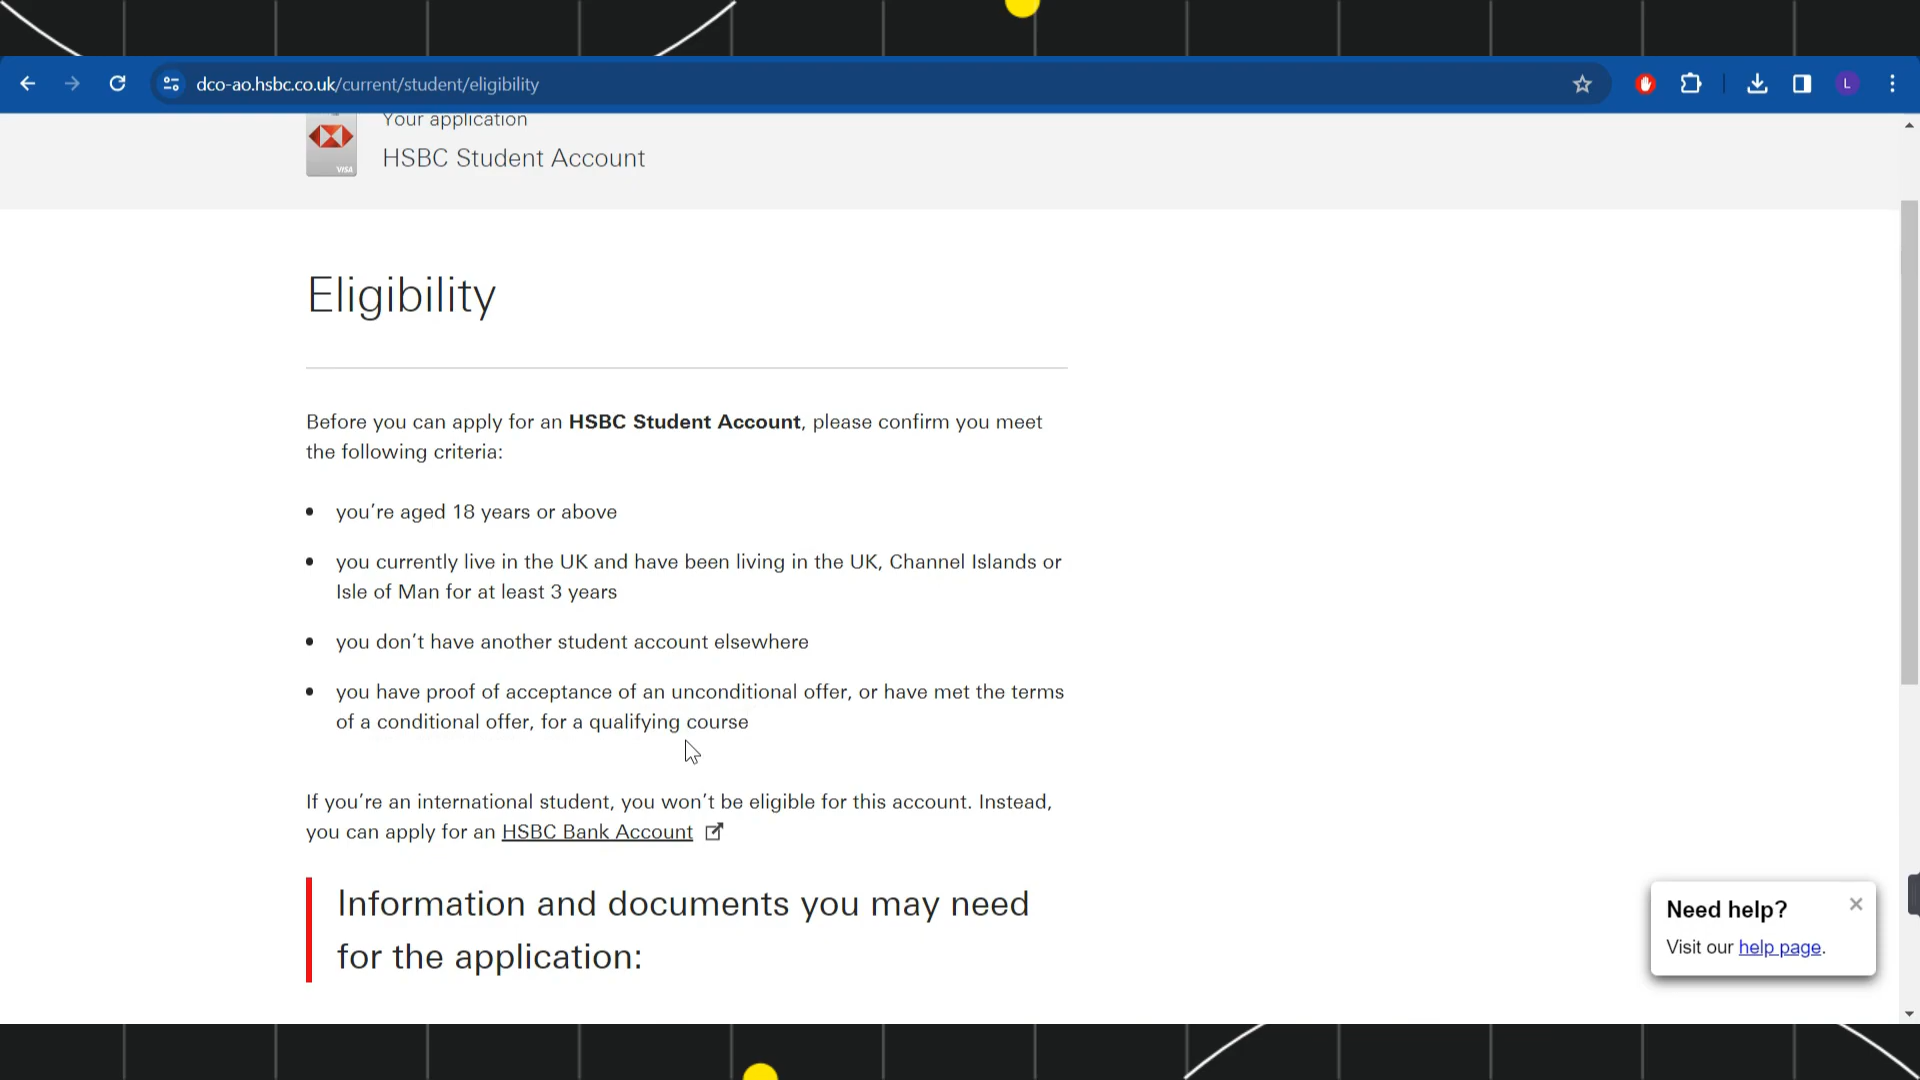 dco-ao.hsbc.co.uk/current/student/eligibility
L
Your application
VISA
HSBC Student Account
Eligibility
Before you can apply for an HSBC Student Account, please confirm you meet
the following criteria:
• you’re aged 18 years or above
• you currently live in the UK and have been living in the UK, Channel Islands or
Isle of Man for at least 3 years
• you don’t have another student account elsewhere
• you have proof of acceptance of an unconditional offer, or have met the terms
of a conditional offer, for a qualifying course
If you’re an international student, you won’t be eligible for this account. Instead,
you can apply for an HSBC Bank Account
Information and documents you may need
for the application:
Need help?
Visit our help page.